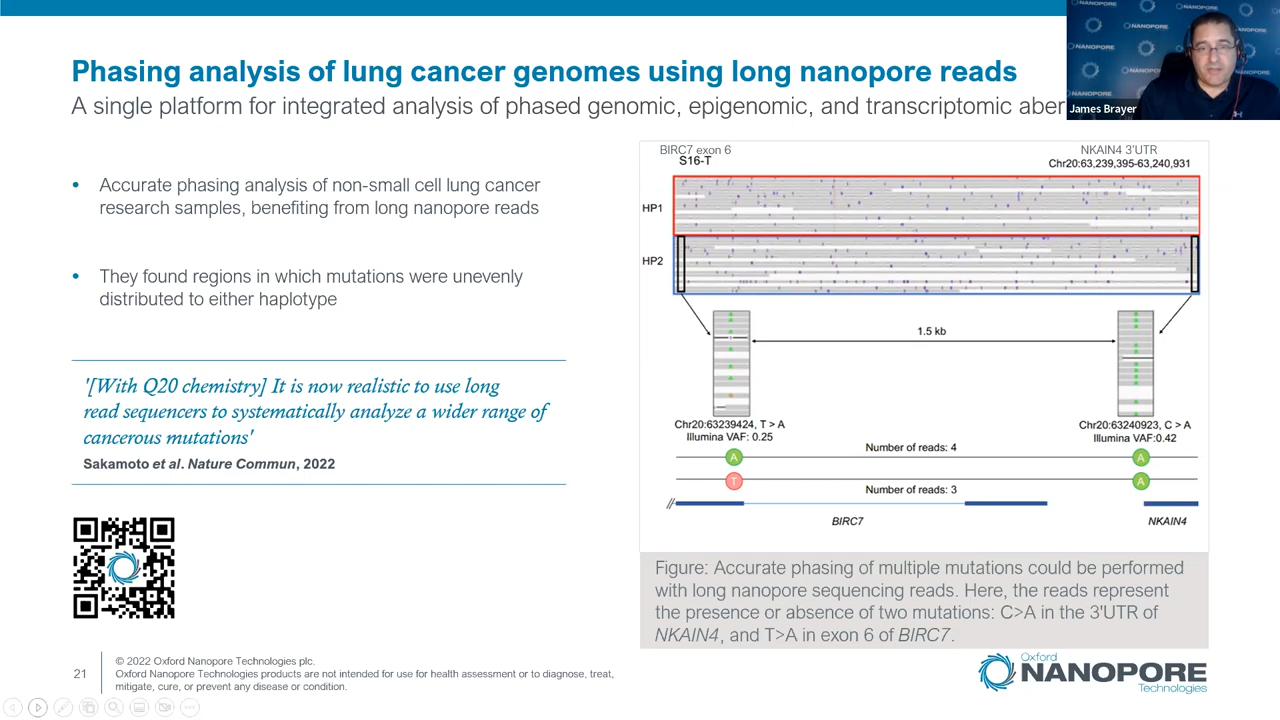 Phasing analysis of lung cancer genomes using long nanopore reads
A single platform for integrated analysis of phased genomic, epigenomic, and transcriptomic aber
NANOPORE
NANOPORE
NANOPORE
NANOPORE
NANOPORE
James Brayer
• Accurate phasing analysis of non-small cell lung cancer
research samples, benefiting from long nanopore reads
• They found regions in which mutations were unevenly
distributed to either haplotype
'[With Q20 chemistry] It is now realistic to use long
read sequencers to systematically analyze a wider range of
cancerous mutations'
Sakamoto et al. Nature Commun, 2022
BIRC7 exon 6
S16-T
NKAIN4 3'UTR
Chr20:63,239,395-63,240,931
HP1
HP2
1.5 kb
Chr20:63239424, T > A
Illumina VAF: 0.25
Chr20:63240923, C > A
Illumina VAF:0.42
Number of reads: 4
A
A
T
A
Number of reads: 3
//
BIRC7
NKAIN4
Figure: Accurate phasing of multiple mutations could be performed
with long nanopore sequencing reads. Here, the reads represent
the presence or absence of two mutations: C>A in the 3'UTR of
NKAIN4, and T>A in exon 6 of BIRC7.
21
© 2022 Oxford Nanopore Technologies plc.
Oxford Nanopore Technologies products are not intended for use for health assessment or to diagnose, treat,
mitigate, cure, or prevent any disease or condition.
Oxford
NANOPORE
Technologies